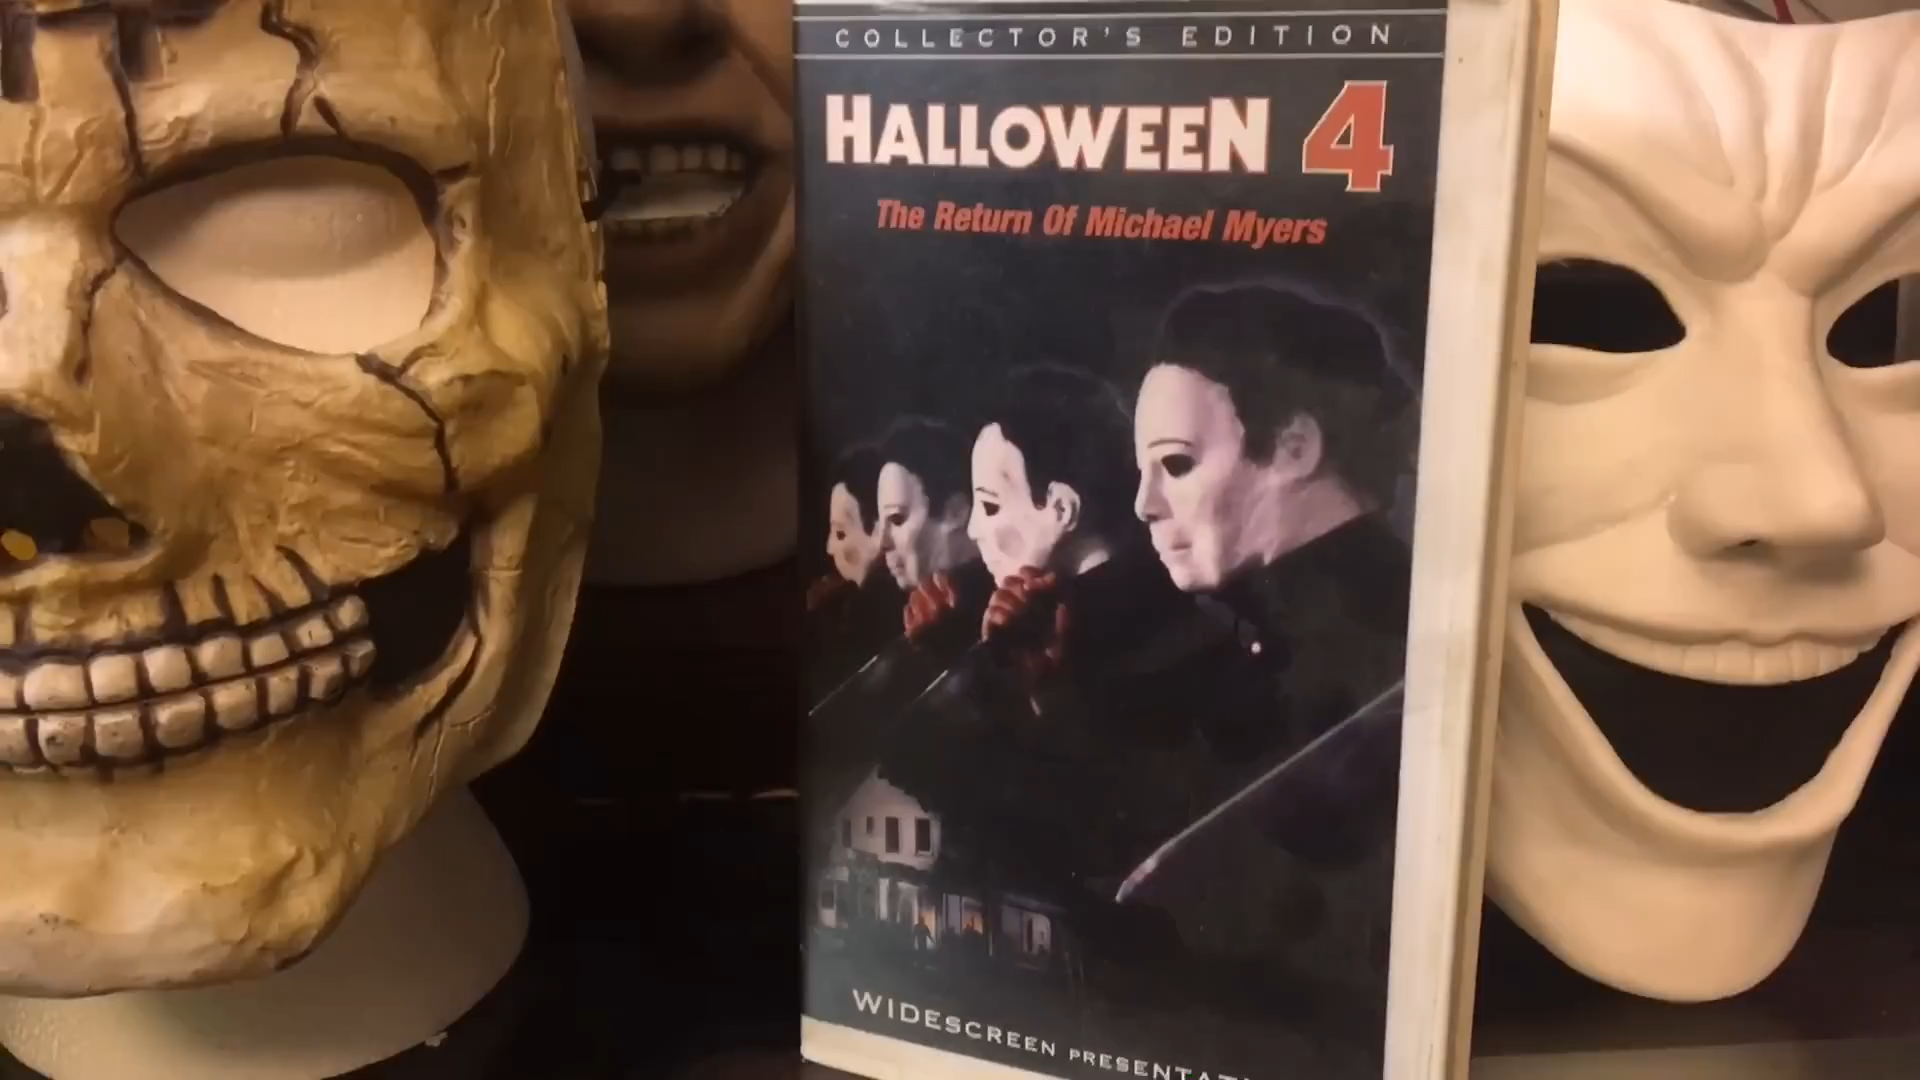 COLLECTOR'S EDITION
HALLOWEEN 4
The Return Of Michael Myers
WIDESCREEN